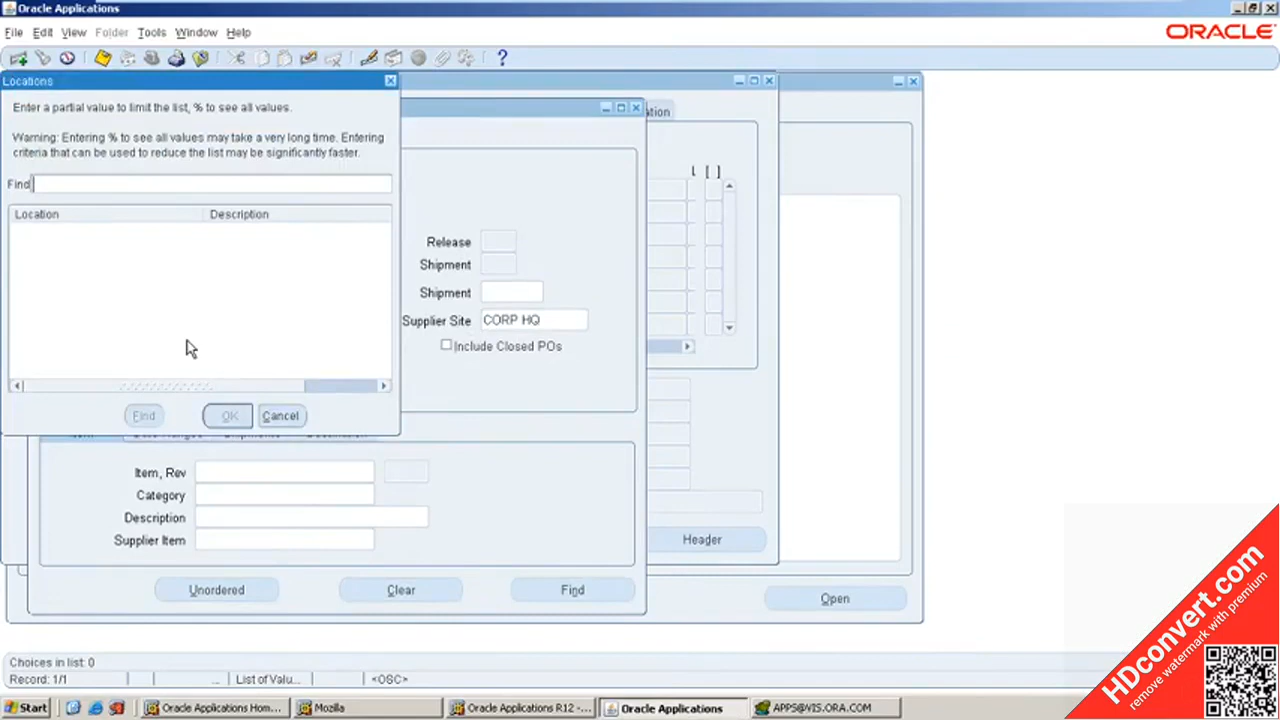 Oracle Applications
File Edit View Folder Tools Window Help
ORACLE
Locations
Enter a partial value to limit the list, % to see all values.
Warning: Entering % to see all values may take a very long time. Entering
criteria that can be used to reduce the list may be significantly faster.
Find
Location Description
Find OK Cancel
ation
[ ]
Release
Shipment
Shipment
Supplier Site CORP HQ
Include Closed POs
Item, Rev
Category
Description
Supplier Item
Header
Unordered Clear Find
Open
Choices in list: 0
Record: 1/1 ... List of Valu... <OSC>
Start Oracle Applications Hom... Mozilla Oracle Applications R12 -... Oracle Applications APPS@VIS.ORA.COM
HDconvert.com
remove watermark with premium